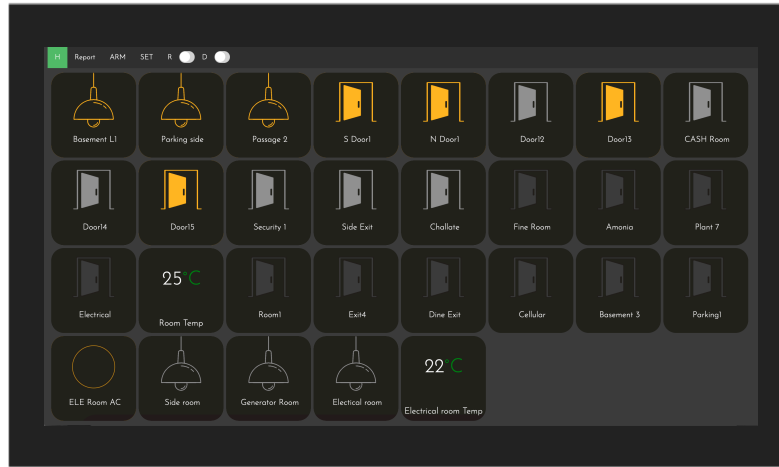 H Report ARM SET R D
Basement L1 Parking side Passage 2 S Door1 N Door1 Door12 Door13 CASH Room
Door14 Door15 Security 1 Side Exit Challate Fine Room Amonia Plant 7
25°C
Electrical Room Temp Room1 Exit4 Dine Exit Cellular Basement 3 Parking1
22°C
ELE Room AC Side room Generator Room Electical room Electrical room Temp